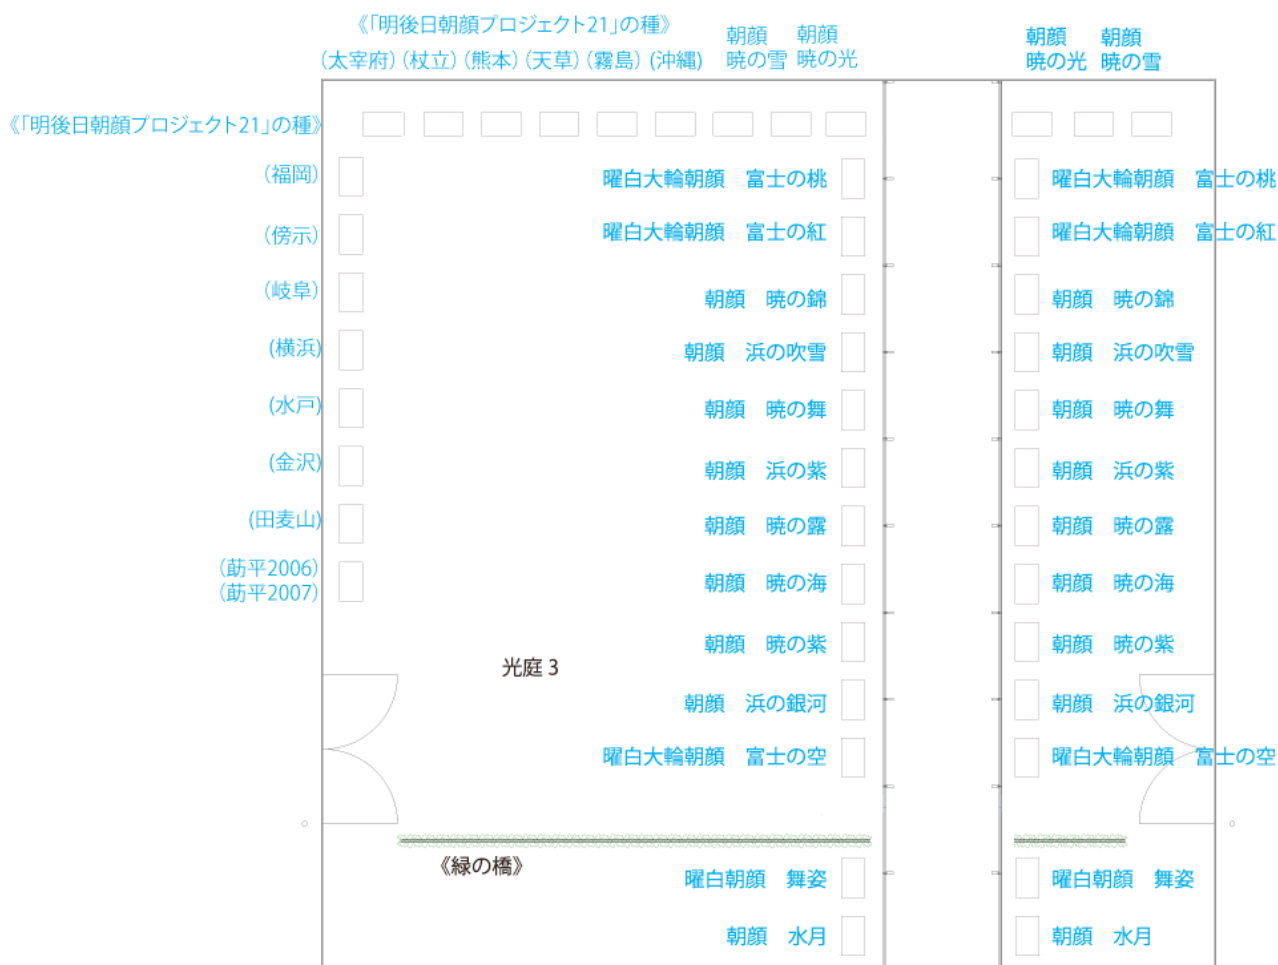 《「明後日朝顔プロジェクト21」の種》
（太宰府）（杖立）（熊本）（天草）（霧島）（沖縄）
朝顔
暁の雪
朝顔
暁の光
朝顔
暁の光
朝顔
暁の雪
《「明後日朝顔プロジェクト21」の種》
（福岡）
（傍示）
（岐阜）
（横浜）
（水戸）
（金沢）
（田麦山）
（莇平2006）
（莇平2007）
曜白大輪朝顔　富士の桃
曜白大輪朝顔　富士の紅
朝顔　暁の錦
朝顔　浜の吹雪
朝顔　暁の舞
朝顔　浜の紫
朝顔　暁の露
朝顔　暁の海
朝顔　暁の紫
朝顔　浜の銀河
曜白大輪朝顔　富士の空
光庭 3
《緑の橋》
曜白朝顔　舞姿
朝顔　水月
曜白大輪朝顔　富士の桃
曜白大輪朝顔　富士の紅
朝顔　暁の錦
朝顔　浜の吹雪
朝顔　暁の舞
朝顔　浜の紫
朝顔　暁の露
朝顔　暁の海
朝顔　暁の紫
朝顔　浜の銀河
曜白大輪朝顔　富士の空
曜白朝顔　舞姿
朝顔　水月